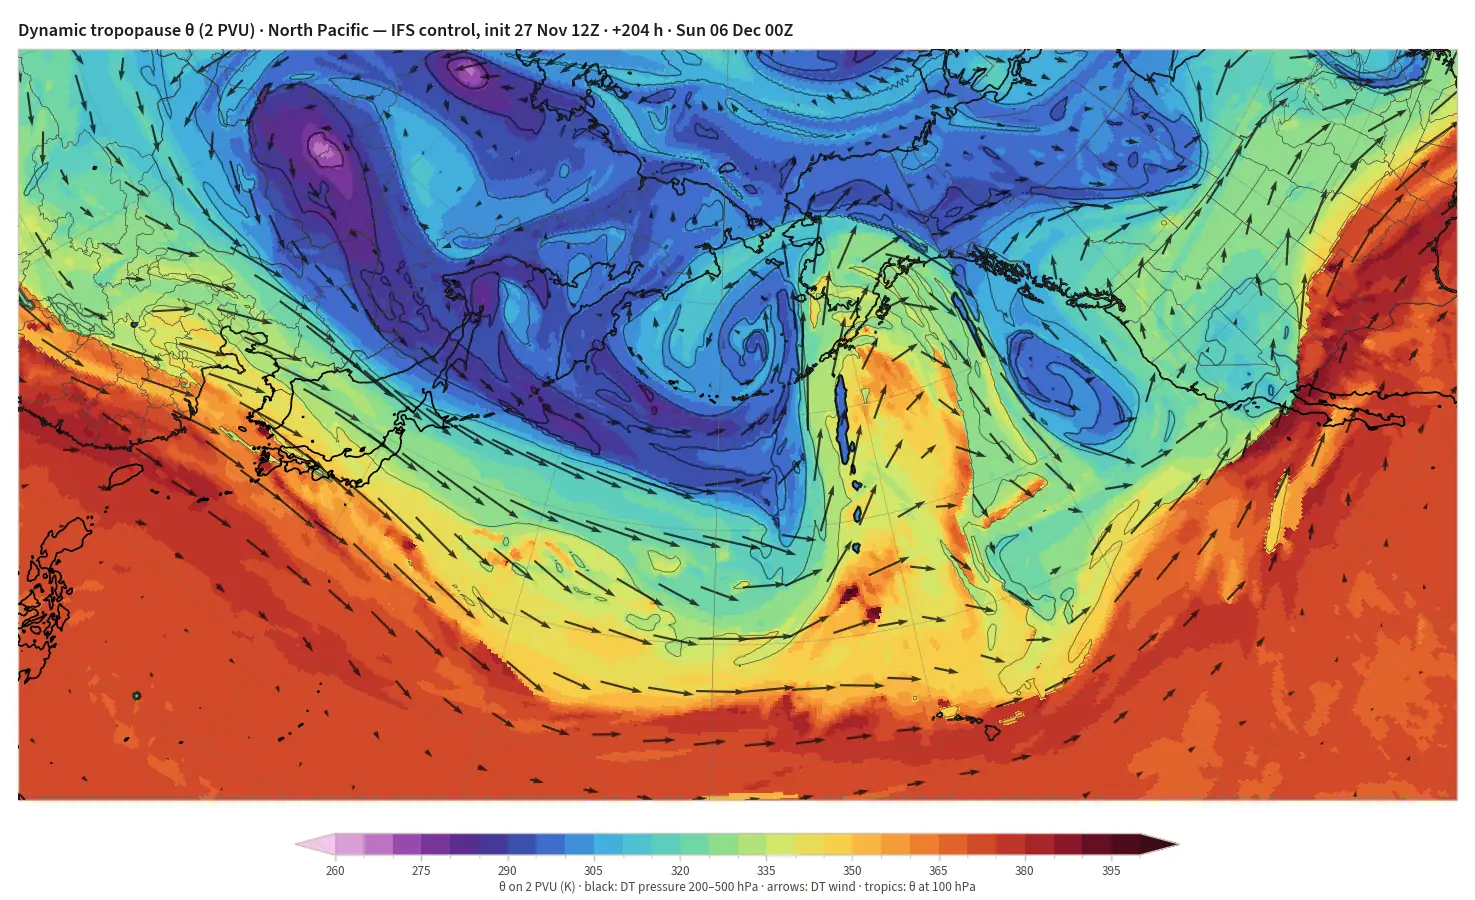 Dynamic tropopause θ (2 PVU) · North Pacific — IFS control, init 27 Nov 12Z · +204 h · Sun 06 Dec 00Z
260 275 290 305 320 335 350 365 380 395
θ on 2 PVU (K) · black: DT pressure 200–500 hPa · arrows: DT wind · tropics: θ at 100 hPa